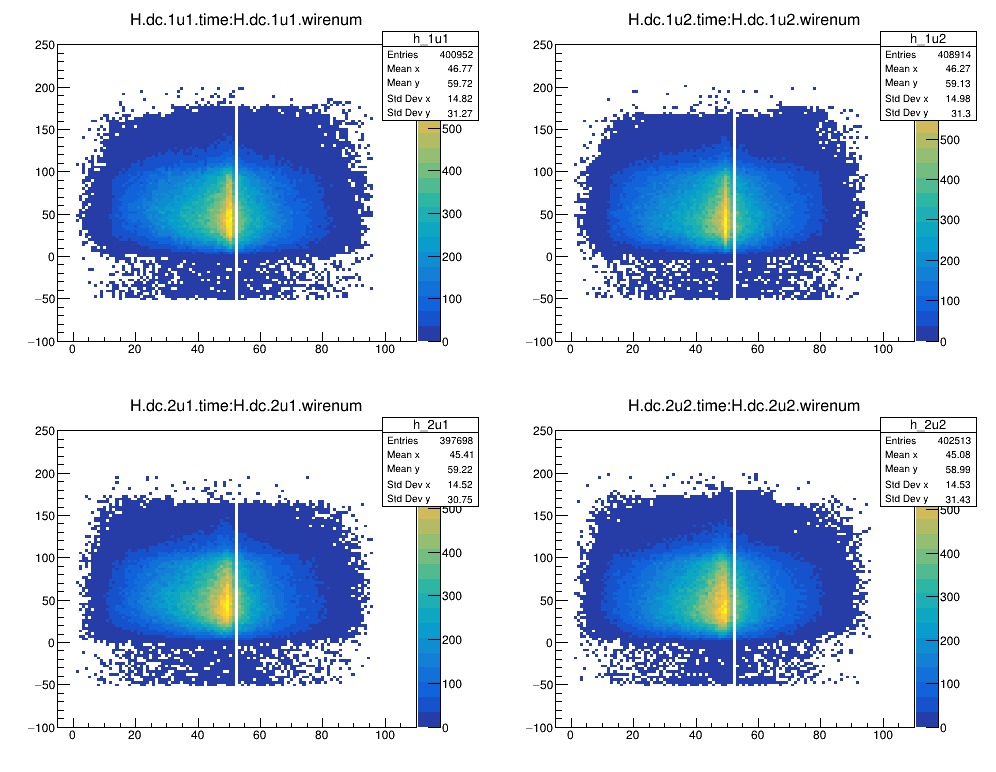 H.dc.1u1.time:H.dc.1u1.wirenum
h_1u1
Entries 400952
Mean x 46.77
Mean y 59.72
Std Dev x 14.82
Std Dev y 31.27
250
200
150
100
50
0
−50
−100
0 20 40 60 80 100
500
400
300
200
100
0
H.dc.1u2.time:H.dc.1u2.wirenum
h_1u2
Entries 408914
Mean x 46.27
Mean y 59.13
Std Dev x 14.98
Std Dev y 31.3
250
200
150
100
50
0
−50
−100
0 20 40 60 80 100
500
400
300
200
100
0
H.dc.2u1.time:H.dc.2u1.wirenum
h_2u1
Entries 397698
Mean x 45.41
Mean y 59.22
Std Dev x 14.52
Std Dev y 30.75
250
200
150
100
50
0
−50
−100
0 20 40 60 80 100
500
400
300
200
100
0
H.dc.2u2.time:H.dc.2u2.wirenum
h_2u2
Entries 402513
Mean x 45.08
Mean y 58.99
Std Dev x 14.53
Std Dev y 31.43
250
200
150
100
50
0
−50
−100
0 20 40 60 80 100
500
400
300
200
100
0